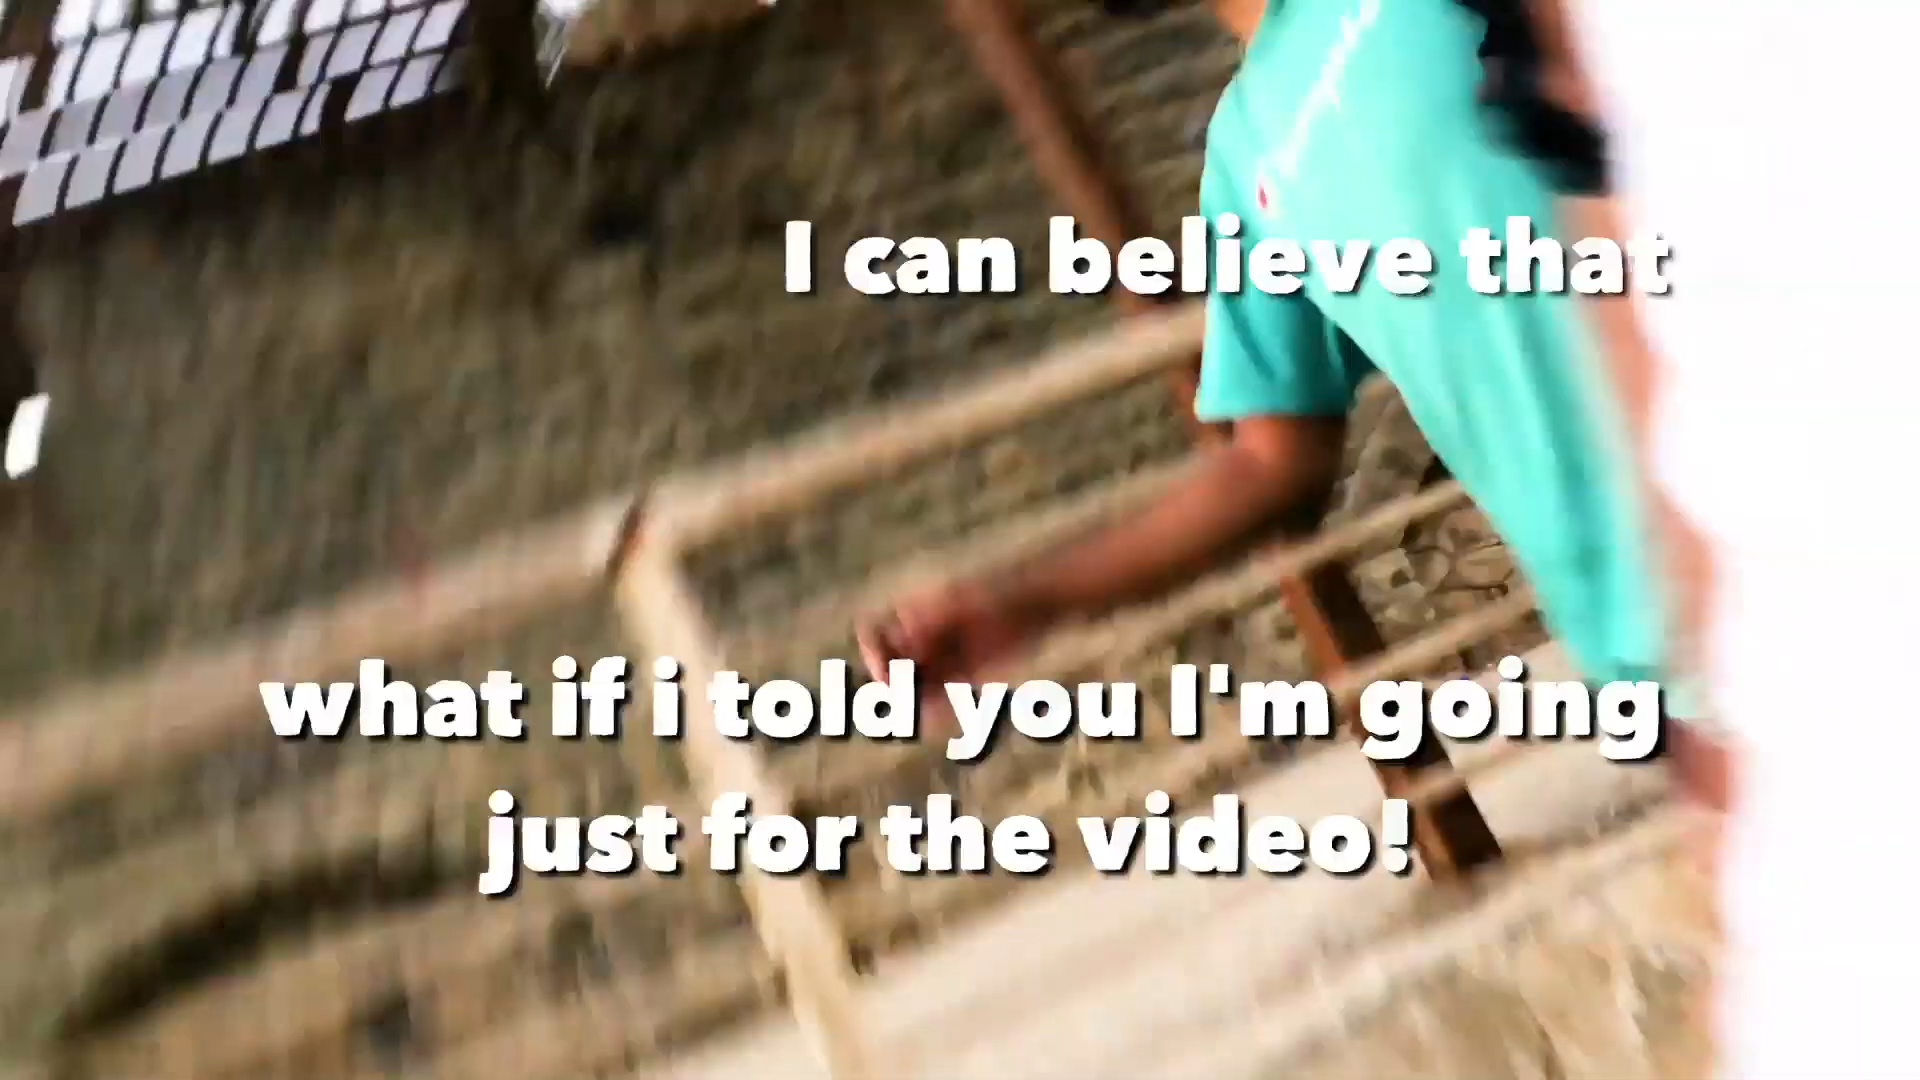 I can believe that
what if i told you I'm going
just for the video!